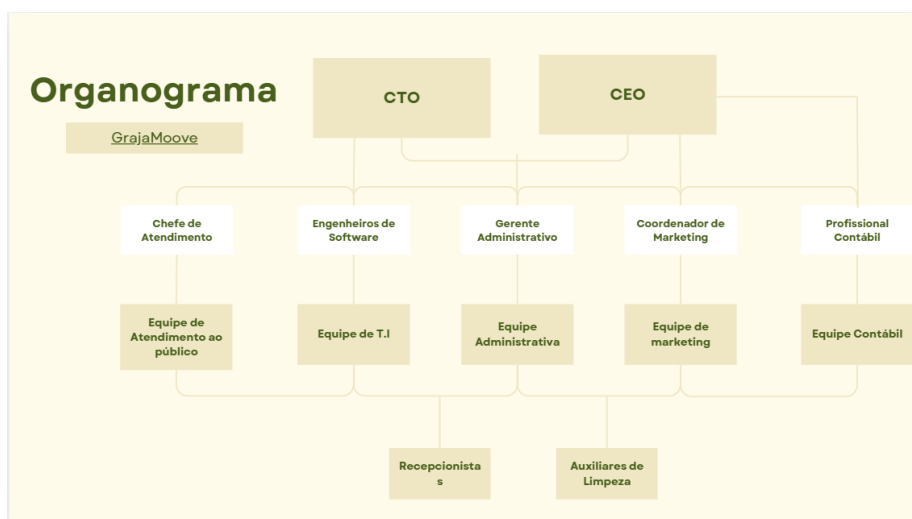 Organograma
GrajaMoove
CTO
CEO
Chefe de
Atendimento
Engenheiros de
Software
Gerente
Administrativo
Coordenador de
Marketing
Profissional
Contábil
Equipe de
Atendimento ao
público
Equipe de T.I
Equipe
Administrativa
Equipe de
marketing
Equipe Contábil
Recepcionista
s
Auxiliares de
Limpeza